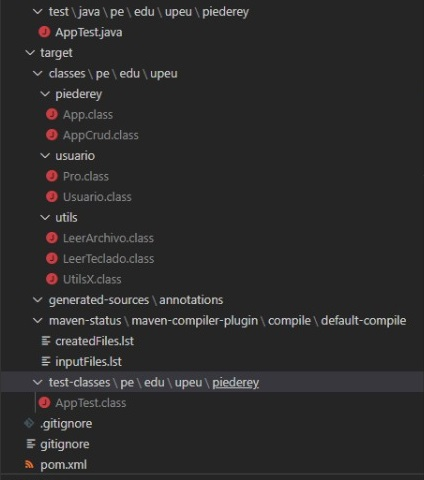 test \ java \ pe \ edu \ upeu \ piederey
AppTest.java
target
classes \ pe \ edu \ upeu
piederey
App.class
AppCrud.class
usuario
Pro.class
Usuario.class
utils
LeerArchivo.class
LeerTeclado.class
UtilsX.class
generated-sources \ annotations
maven-status \ maven-compiler-plugin \ compile \ default-compile
createdFiles.lst
inputFiles.lst
test-classes \ pe \ edu \ upeu \ piederey
AppTest.class
.gitignore
gitignore
pom.xml